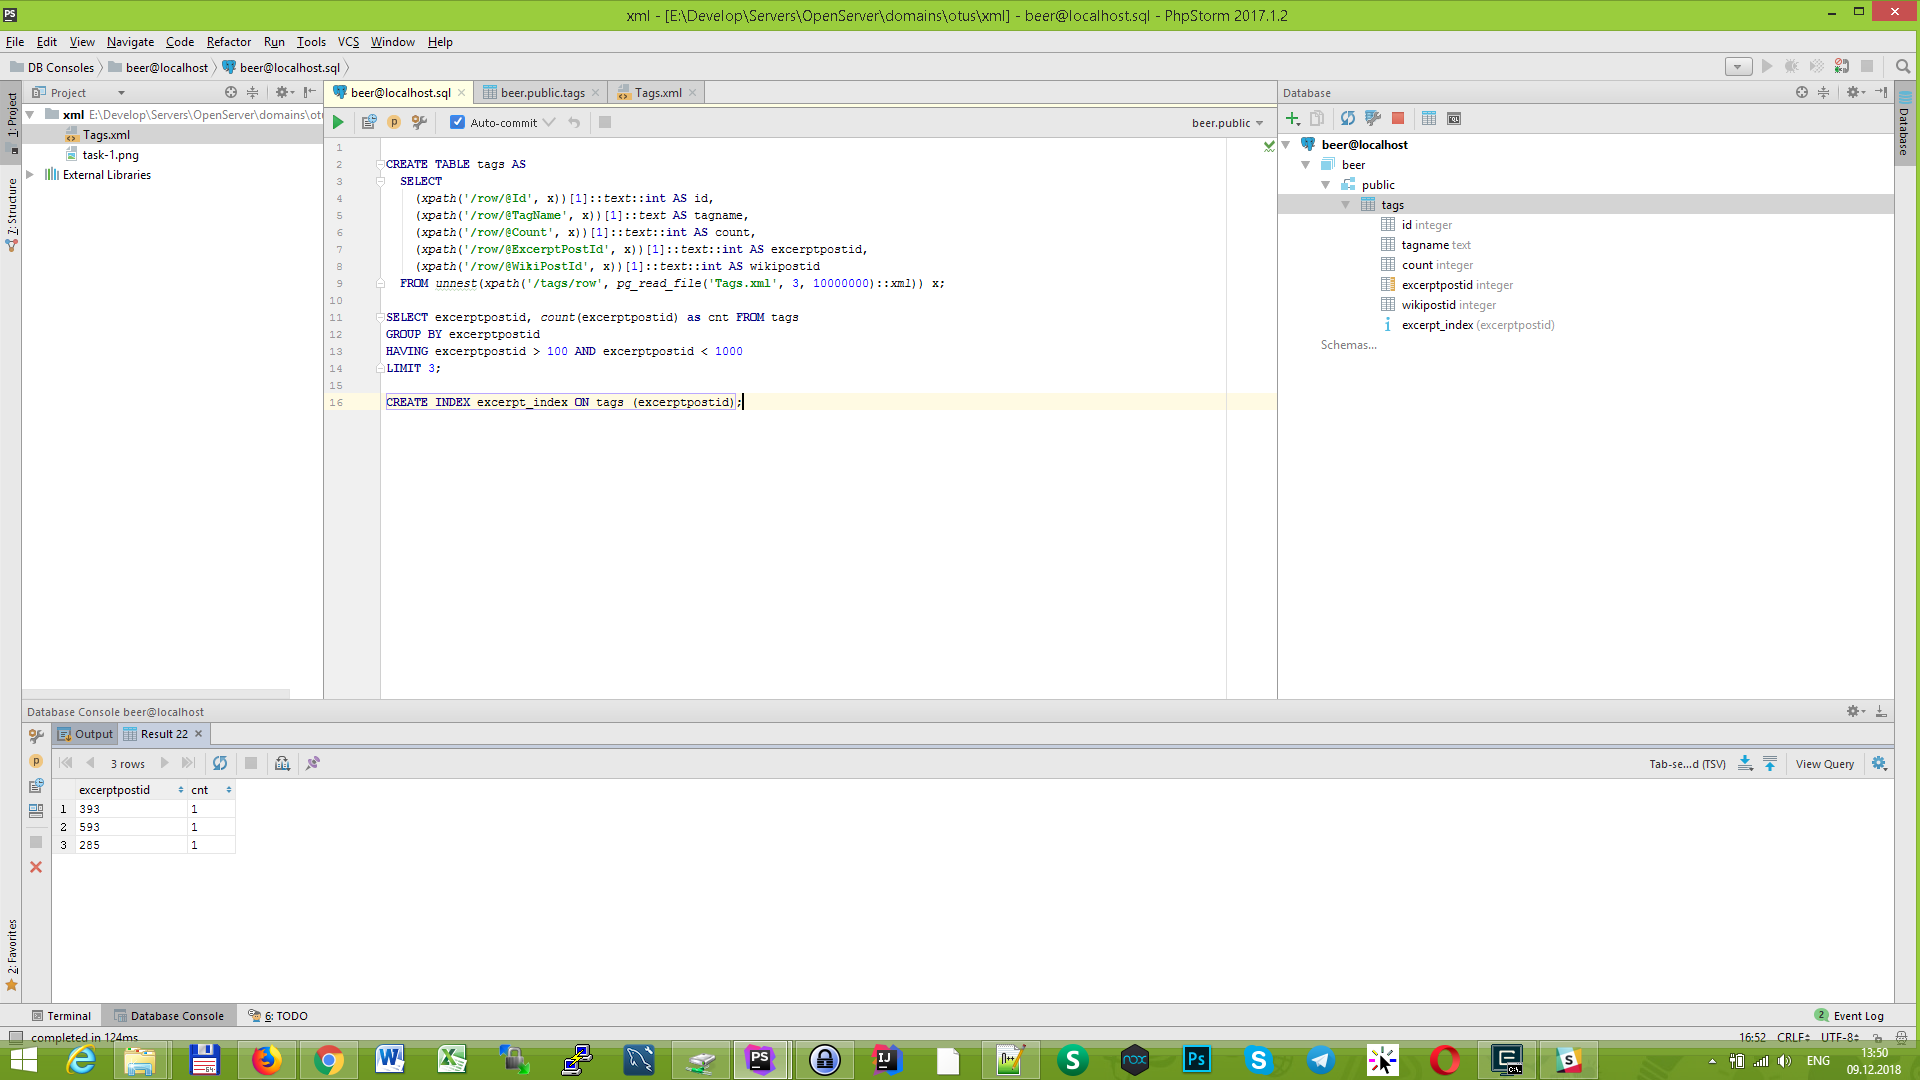 xml - [E:\Develop\Servers\OpenServer\domains\otus\xml] - beer@localhost.sql - PhpStorm 2017.1.2
File Edit View Navigate Code Refactor Run Tools VCS Window Help
DB Consoles beer@localhost beer@localhost.sql
1: Project
7: Structure
2: Favorites
Project
xml E:\Develop\Servers\OpenServer\domains\otu
Tags.xml
task-1.png
External Libraries
beer@localhost.sql beer.public.tags Tags.xml
Auto-commit beer.public
1
2 CREATE TABLE tags AS
3 SELECT
4 (xpath('/row/@Id', x))[1]::text::int AS id,
5 (xpath('/row/@TagName', x))[1]::text AS tagname,
6 (xpath('/row/@Count', x))[1]::text::int AS count,
7 (xpath('/row/@ExcerptPostId', x))[1]::text::int AS excerptpostid,
8 (xpath('/row/@WikiPostId', x))[1]::text::int AS wikipostid
9 FROM unnest(xpath('/tags/row', pg_read_file('Tags.xml', 3, 10000000)::xml)) x;
10
11 SELECT excerptpostid, count(excerptpostid) as cnt FROM tags
12 GROUP BY excerptpostid
13 HAVING excerptpostid > 100 AND excerptpostid < 1000
14 LIMIT 3;
15
16 CREATE INDEX excerpt_index ON tags (excerptpostid);
Database
Database
beer@localhost
beer
public
tags
id integer
tagname text
count integer
excerptpostid integer
wikipostid integer
excerpt_index (excerptpostid)
Schemas...
Database Console beer@localhost
Output Result 22
3 rows Tab-se...d (TSV) View Query
excerptpostid cnt
1 393 1
2 593 1
3 285 1
Terminal Database Console 6: TODO 2 Event Log
completed in 124ms 16:52 CRLF UTF-8
ENG 13:50
09.12.2018